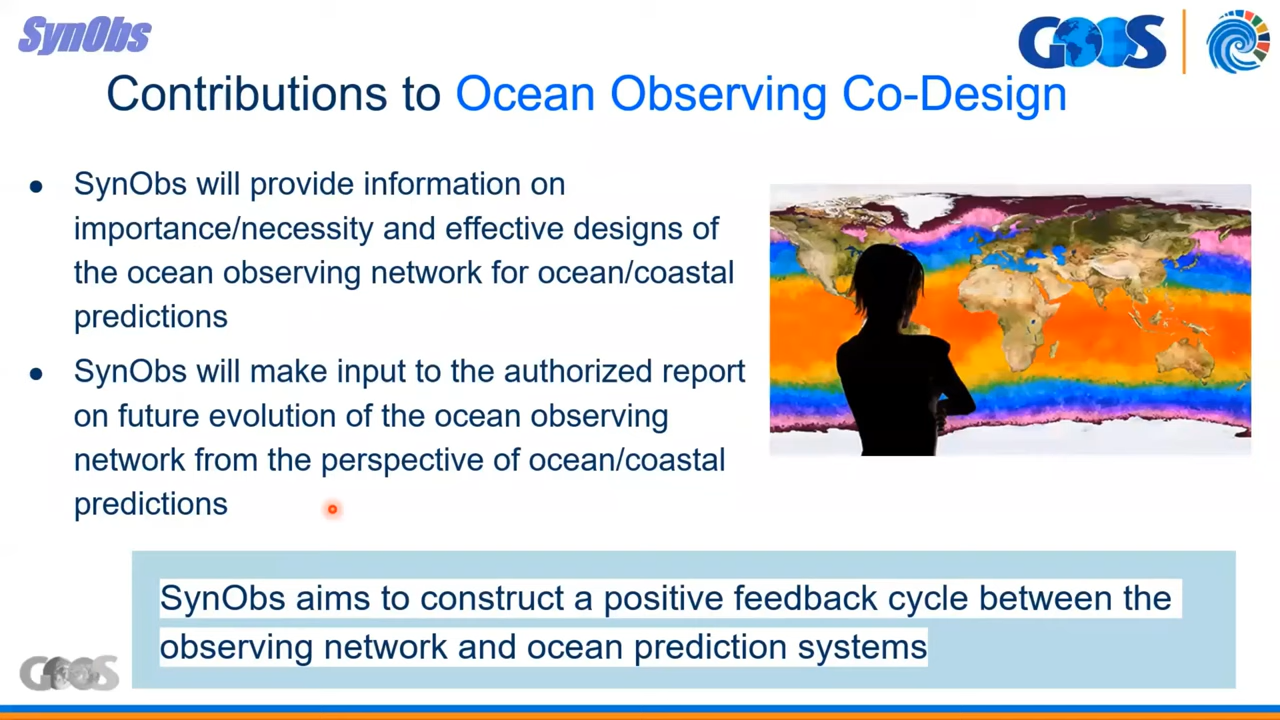 SynObs
GOOS
Contributions to Ocean Observing Co-Design
● SynObs will provide information on
importance/necessity and effective designs of
the ocean observing network for ocean/coastal
predictions
● SynObs will make input to the authorized report
on future evolution of the ocean observing
network from the perspective of ocean/coastal
predictions
SynObs aims to construct a positive feedback cycle between the
observing network and ocean prediction systems
GOOS